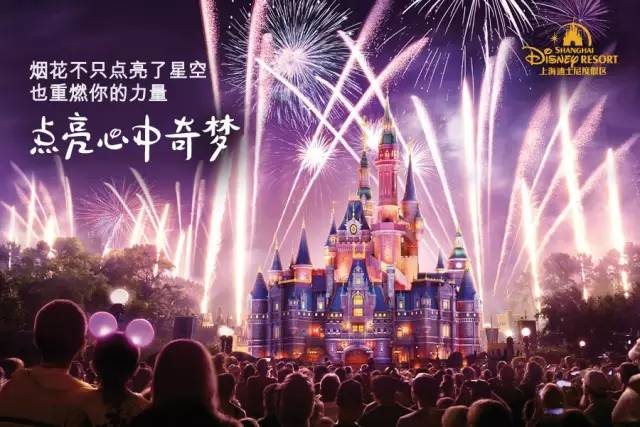 烟花不只点亮了星空
也重燃你的力量
点亮心中奇梦
SHANGHAI
DISNEY RESORT
上海迪士尼度假区